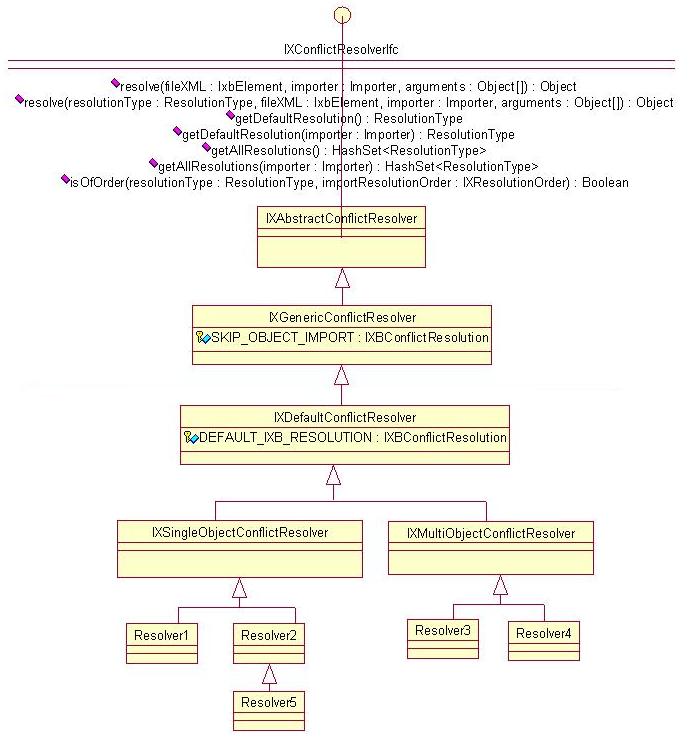 IXConflictResolverIfc
resolve(fileXML : IxbElement, importer : Importer, arguments : Object[]) : Object
resolve(resolutionType : ResolutionType, fileXML : IxbElement, importer : Importer, arguments : Object[]) : Object
getDefaultResolution() : ResolutionType
getDefaultResolution(importer : Importer) : ResolutionType
getAllResolutions() : HashSet<ResolutionType>
getAllResolutions(importer : Importer) : HashSet<ResolutionType>
isOfOrder(resolutionType : ResolutionType, importResolutionOrder : IXResolutionOrder) : Boolean
IXAbstractConflictResolver
IXGenericConflictResolver
SKIP_OBJECT_IMPORT : IXBConflictResolution
IXDefaultConflictResolver
DEFAULT_IXB_RESOLUTION : IXBConflictResolution
IXSingleObjectConflictResolver
IXMultiObjectConflictResolver
Resolver1
Resolver2
Resolver3
Resolver4
Resolver5